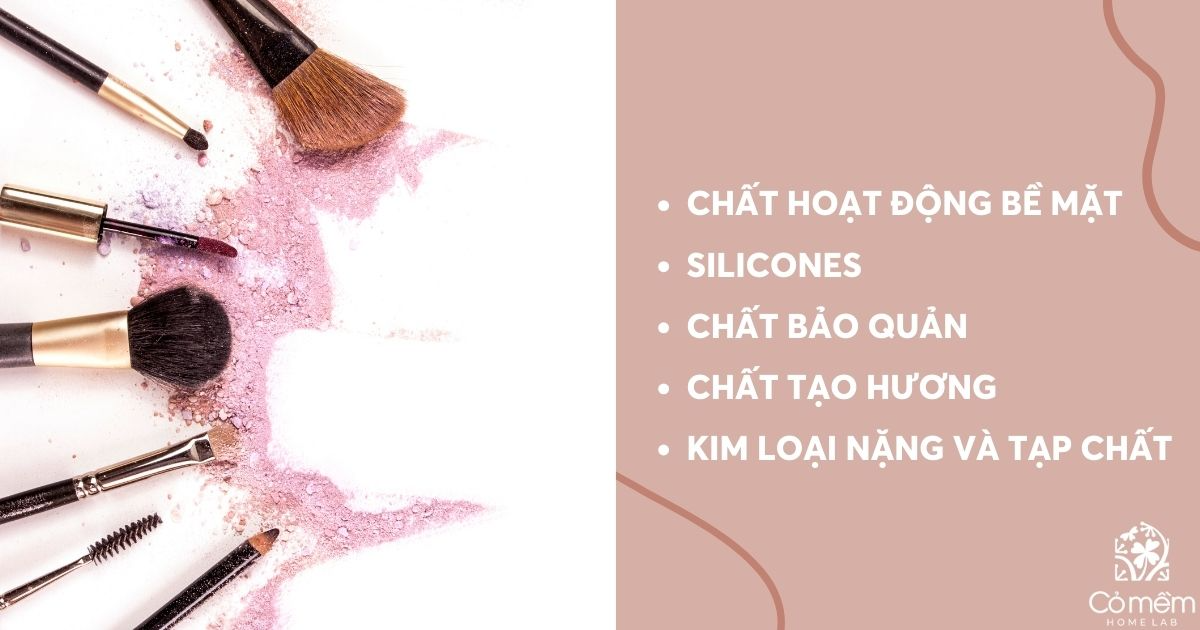 • CHẤT HOẠT ĐỘNG BỀ MẶT
• SILICONES
• CHẤT BẢO QUẢN
• CHẤT TẠO HƯƠNG
• KIM LOẠI NẶNG VÀ TẠP CHẤT
Cỏ mềm
HOME LAB